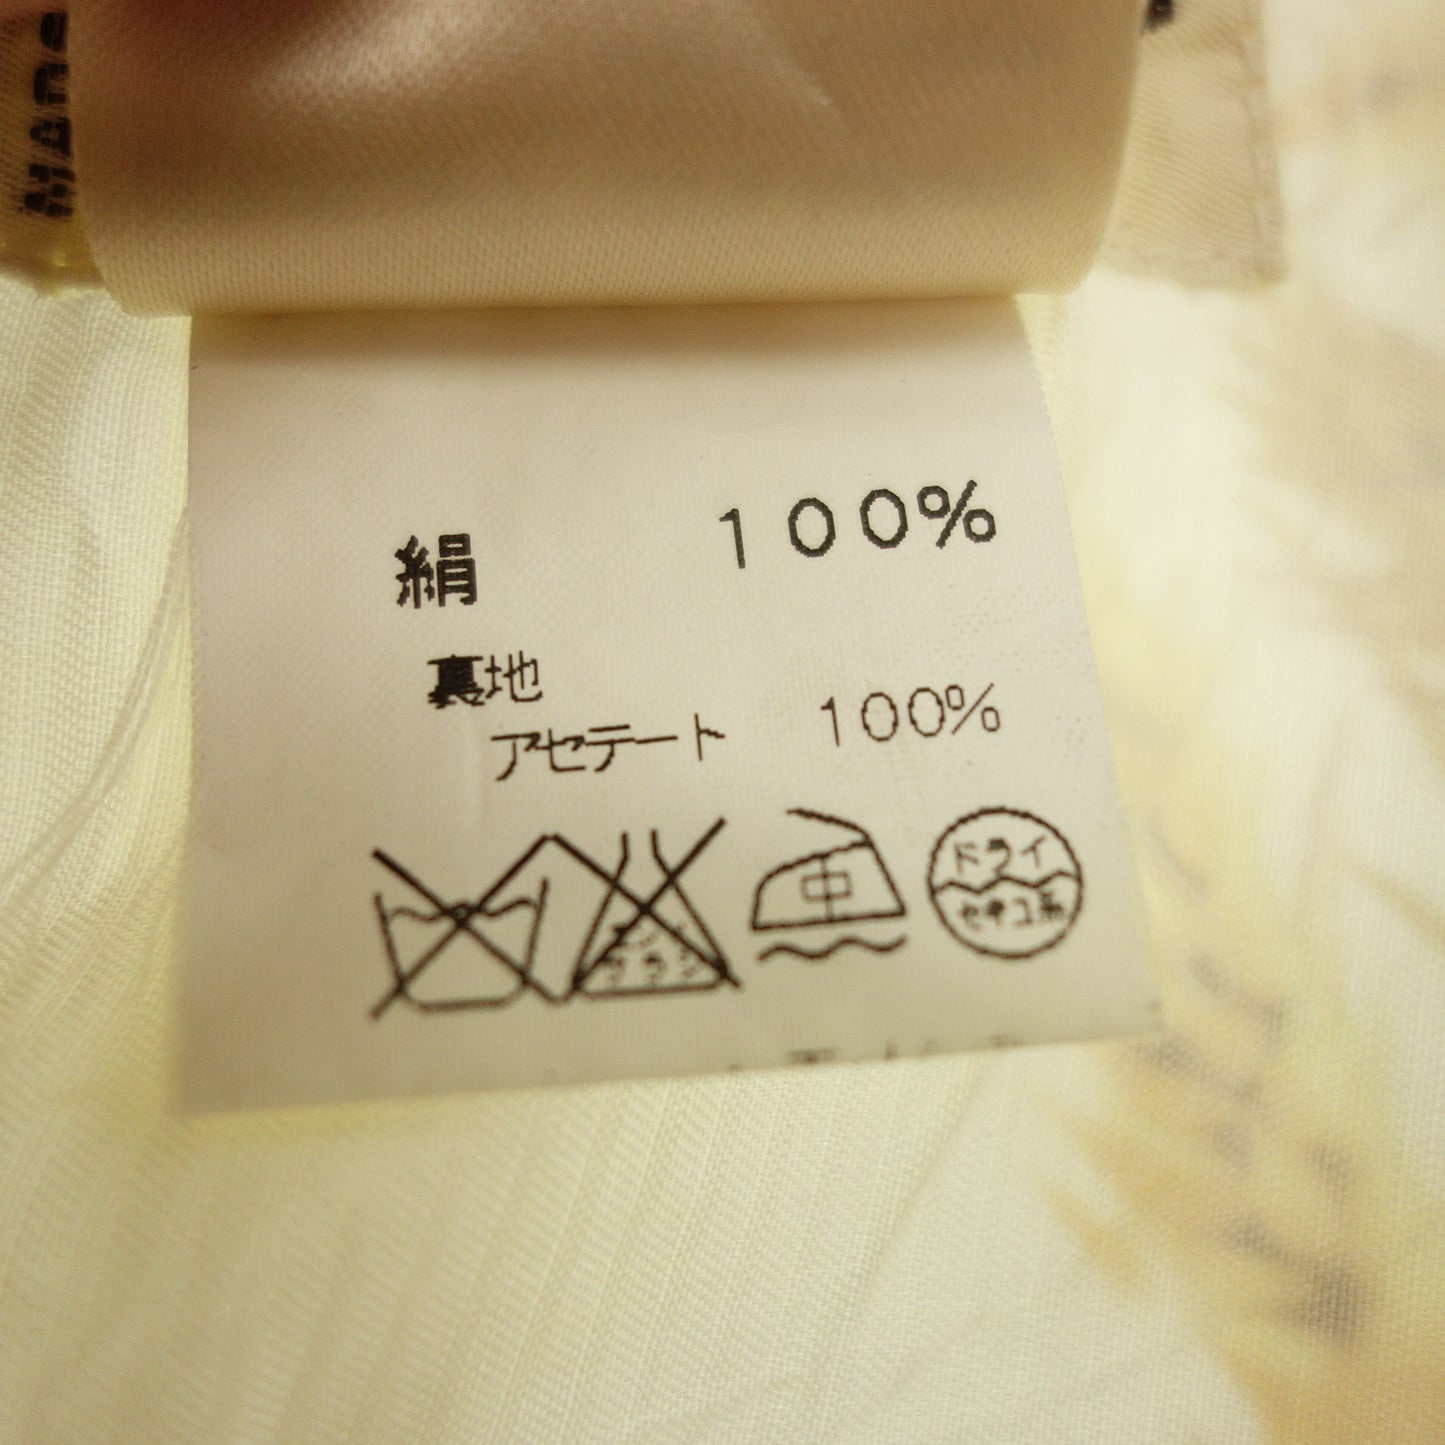 絹 100%
裏地
アセテート 100%
中 ドライ
セキユ系